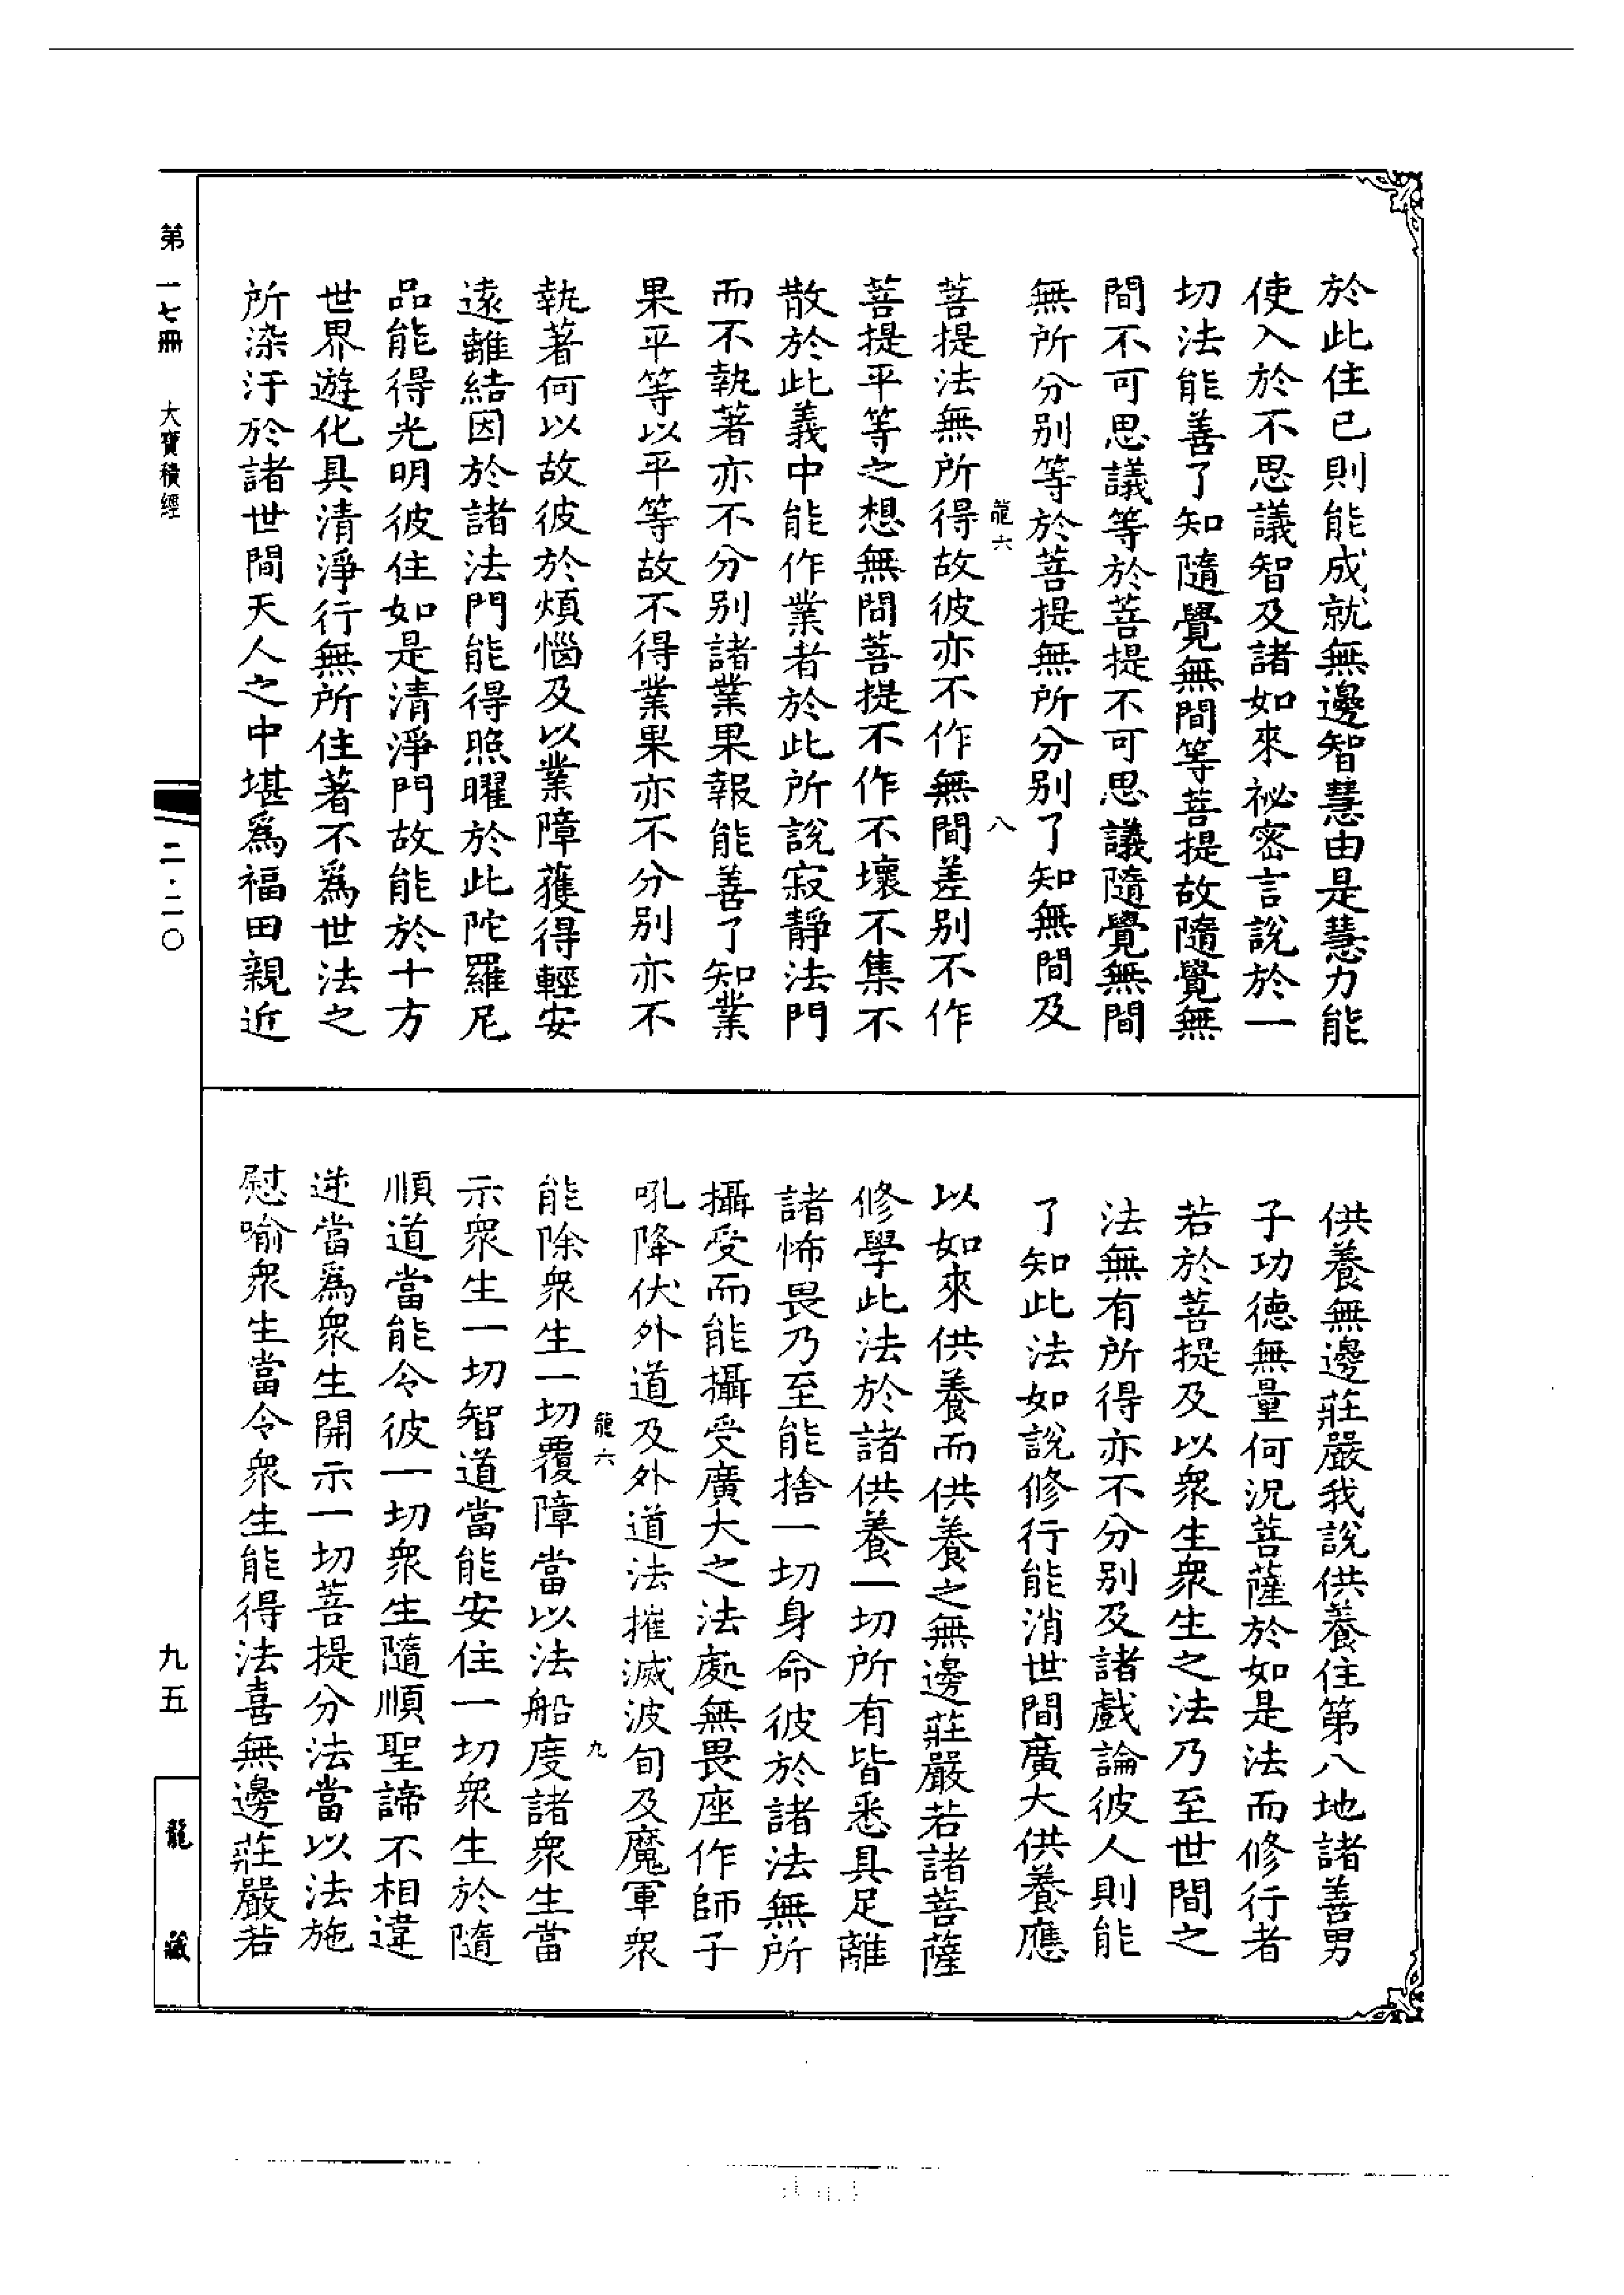 於此住已則能成就無邊智慧由是慧力能
使入於不思議智及諸如來祕密言說於一
切法能善了知隨覺無間等菩提故隨覺無
間不可思議等於菩提不可思議隨覺無間
無所分別等於菩提無所分別了知無間及
龍六 八
菩提法無所得故彼亦不作無間差別不作
菩提平等之想無間菩提不作不壞不集不
散於此義中能作業者於此所說寂靜法門
而不執著亦不分別諸業果報能善了知業
果平等以平等故不得業果亦不分別亦不
執著何以故彼於煩惱及以業障獲得輕安
遠離結因於諸法門能得照曜於此陀羅尼
品能得光明彼住如是清淨門故能於十方
世界遊化具清淨行無所住著不爲世法之
所染汙於諸世間天人之中堪爲福田親近
供養無邊莊嚴我說供養住第八地諸善男
子功德無量何況菩薩於如是法而修行者
若於菩提及以衆生衆生之法乃至世間之
法無有所得亦不分別及諸戲論彼人則能
了知此法如說修行能消世間廣大供養應
以如來供養而供養之無邊莊嚴若諸菩薩
修學此法於諸供養一切所有皆悉具足離
諸怖畏乃至能捨一切身命彼於諸法無所
攝受而能攝受廣大之法處無畏座作師子
吼降伏外道及外道法摧滅波旬及魔軍衆
龍六 九
能除衆生一切覆障當以法船度諸衆生當
示衆生一切智道當能安住一切衆生於隨
順道當能令彼一切衆生隨順聖諦不相違
逆當爲衆生開示一切菩提分法當以法施
慰喻衆生當令衆生能得法喜無邊莊嚴若
第一七冊 大寶積經
二·二〇
九五
龍藏